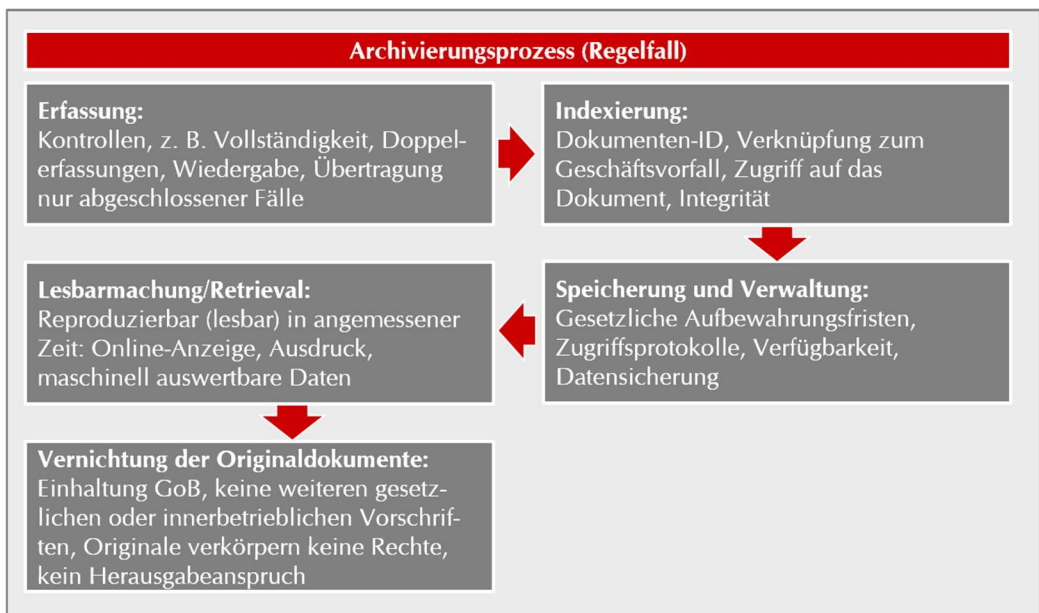 Archivierungsprozess (Regelfall)
Erfassung:
Kontrollen, z. B. Vollständigkeit, Doppel-
erfassungen, Wiedergabe, Übertragung
nur abgeschlossener Fälle
Indexierung:
Dokumenten-ID, Verknüpfung zum
Geschäftsvorfall, Zugriff auf das
Dokument, Integrität
Speicherung und Verwaltung:
Gesetzliche Aufbewahrungsfristen,
Zugriffsprotokolle, Verfügbarkeit,
Datensicherung
Lesbarmachung/Retrieval:
Reproduzierbar (lesbar) in angemessener
Zeit: Online-Anzeige, Ausdruck,
maschinell auswertbare Daten
Vernichtung der Originaldokumente:
Einhaltung GoB, keine weiteren gesetz-
lichen oder innerbetrieblichen Vorschrif-
ten, Originale verkörpern keine Rechte,
kein Herausgabeanspruch